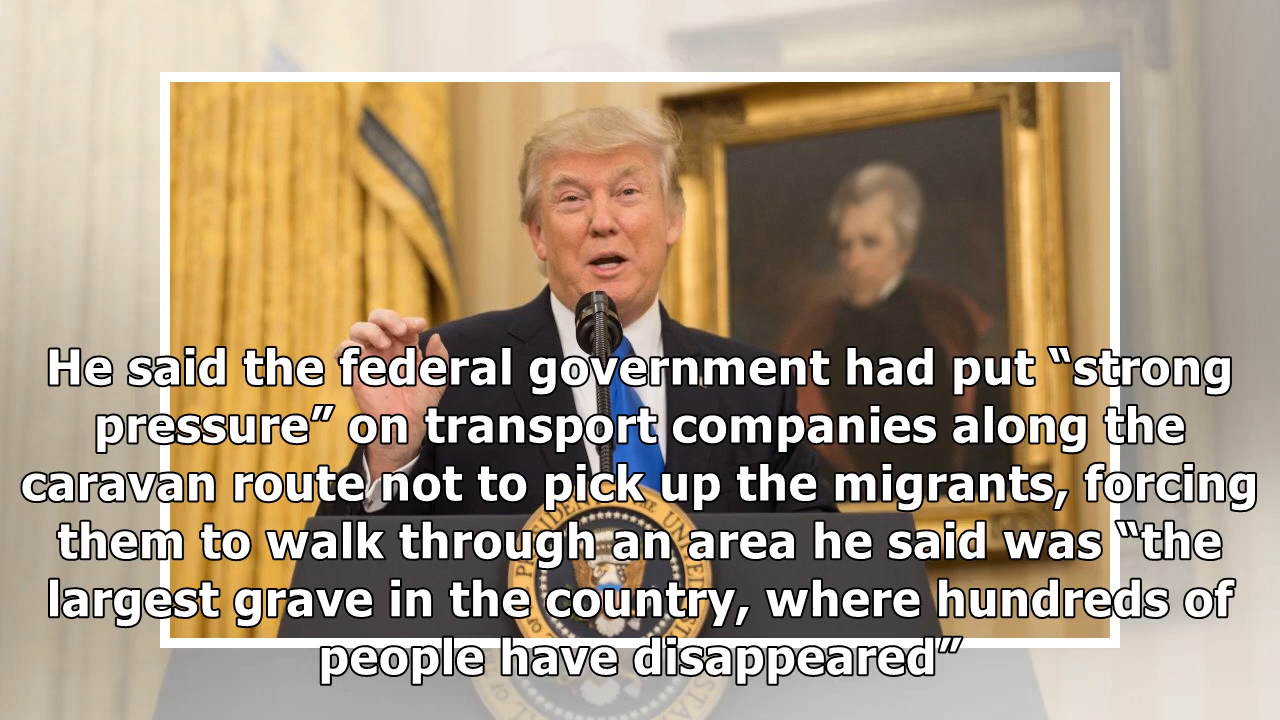 He said the federal government had put “strong
pressure” on transport companies along the
caravan route not to pick up the migrants, forcing
them to walk through an area he said was “the
largest grave in the country, where hundreds of
people have disappeared”